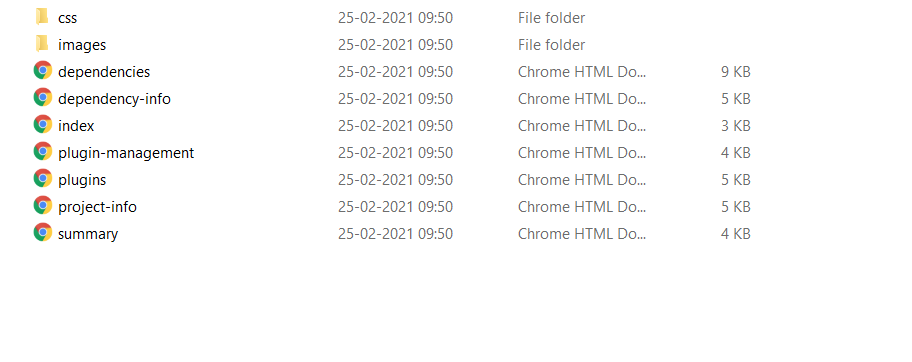 css 25-02-2021 09:50 File folder
images 25-02-2021 09:50 File folder
dependencies 25-02-2021 09:50 Chrome HTML Do... 9 KB
dependency-info 25-02-2021 09:50 Chrome HTML Do... 5 KB
index 25-02-2021 09:50 Chrome HTML Do... 3 KB
plugin-management 25-02-2021 09:50 Chrome HTML Do... 4 KB
plugins 25-02-2021 09:50 Chrome HTML Do... 5 KB
project-info 25-02-2021 09:50 Chrome HTML Do... 5 KB
summary 25-02-2021 09:50 Chrome HTML Do... 4 KB